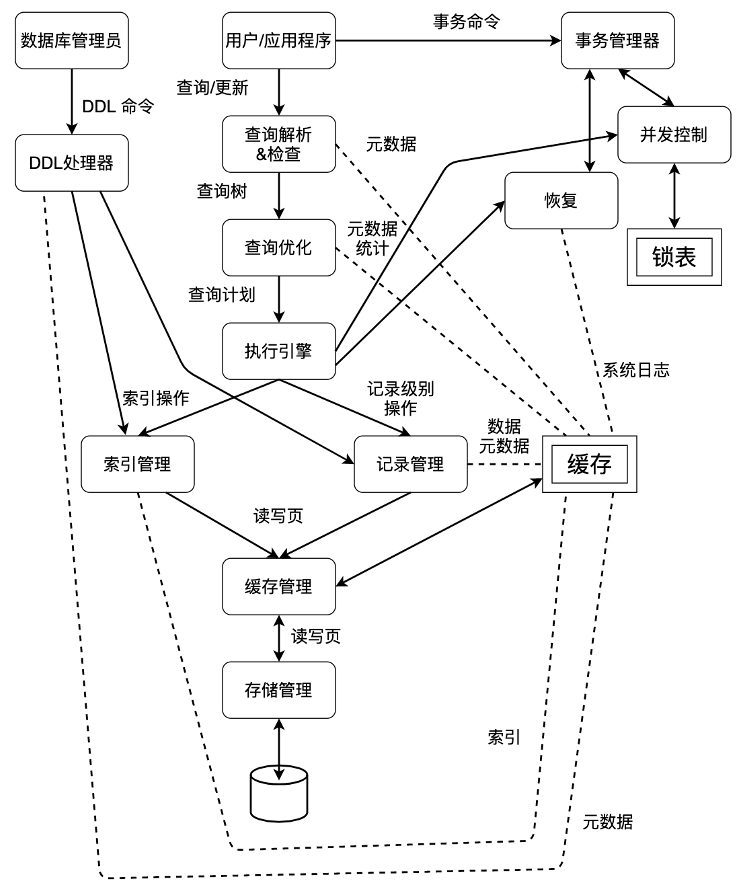 数据库管理员
用户/应用程序
事务命令
事务管理器
查询/更新
DDL 命令
查询解析
&检查
元数据
并发控制
DDL处理器
查询树
恢复
元数据
统计
查询优化
锁表
查询计划
执行引擎
系统日志
索引操作
记录级别
操作
数据
元数据
索引管理
记录管理
缓存
读写页
缓存管理
读写页
存储管理
索引
元数据